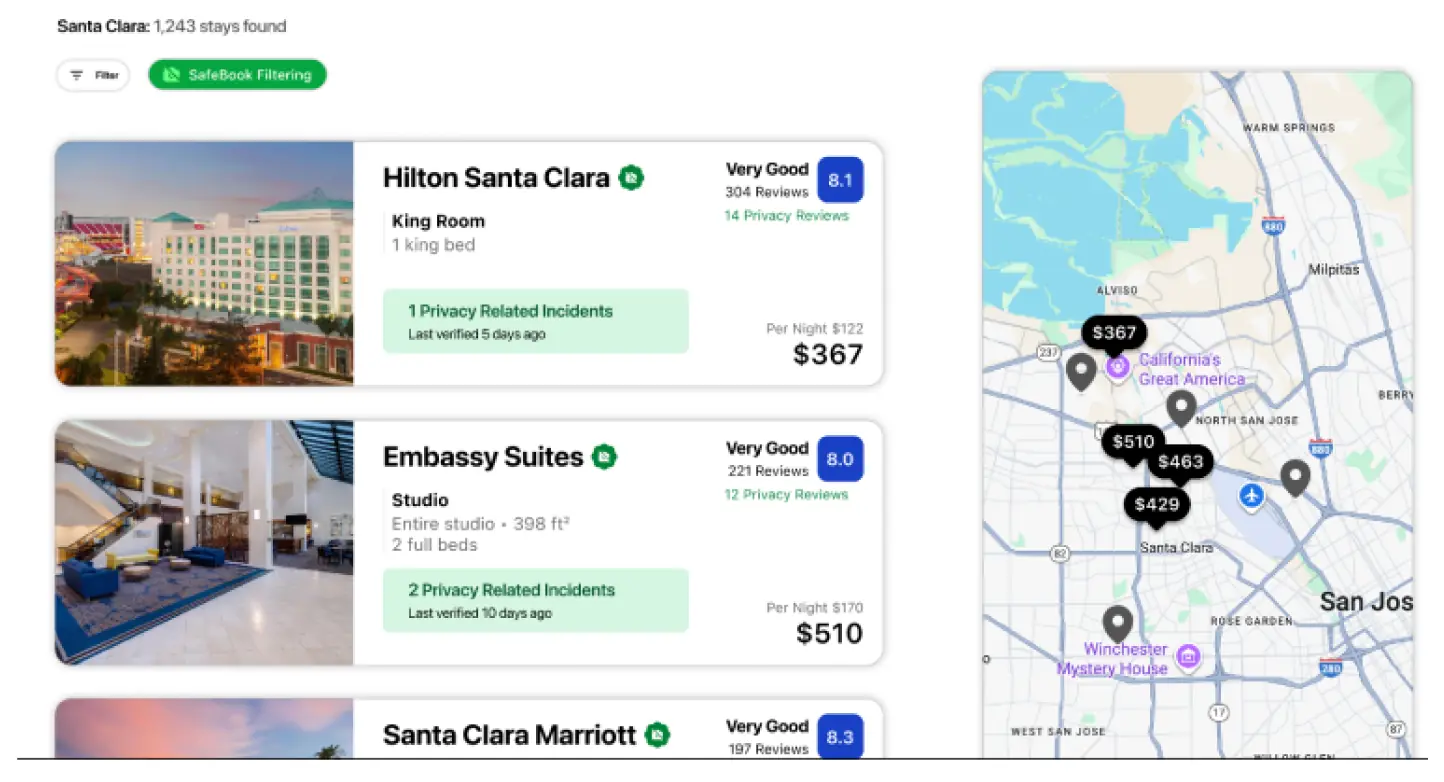 Santa Clara: 1,243 stays found
Filter
SafeBook Filtering
Hilton Santa Clara
Very Good
8.1
304 Reviews
14 Privacy Reviews
King Room
1 king bed
1 Privacy Related Incidents
Last verified 5 days ago
Per Night $122
$367
Embassy Suites
Very Good
8.0
221 Reviews
12 Privacy Reviews
Studio
Entire studio • 398 ft²
2 full beds
2 Privacy Related Incidents
Last verified 10 days ago
Per Night $170
$510
Santa Clara Marriott
Very Good
8.3
197 Reviews
WARM SPRINGS
880
Milpitas
ALVISO
$367
237
California's
Great America
BERRY
NORTH SAN JOSE
$510
880
$463
$429
82
Santa Clara
San Jos
ROSE GARDEN
Winchester
Mystery House
280
o
17
WEST SAN JOSE
87
WILLOW GLEN